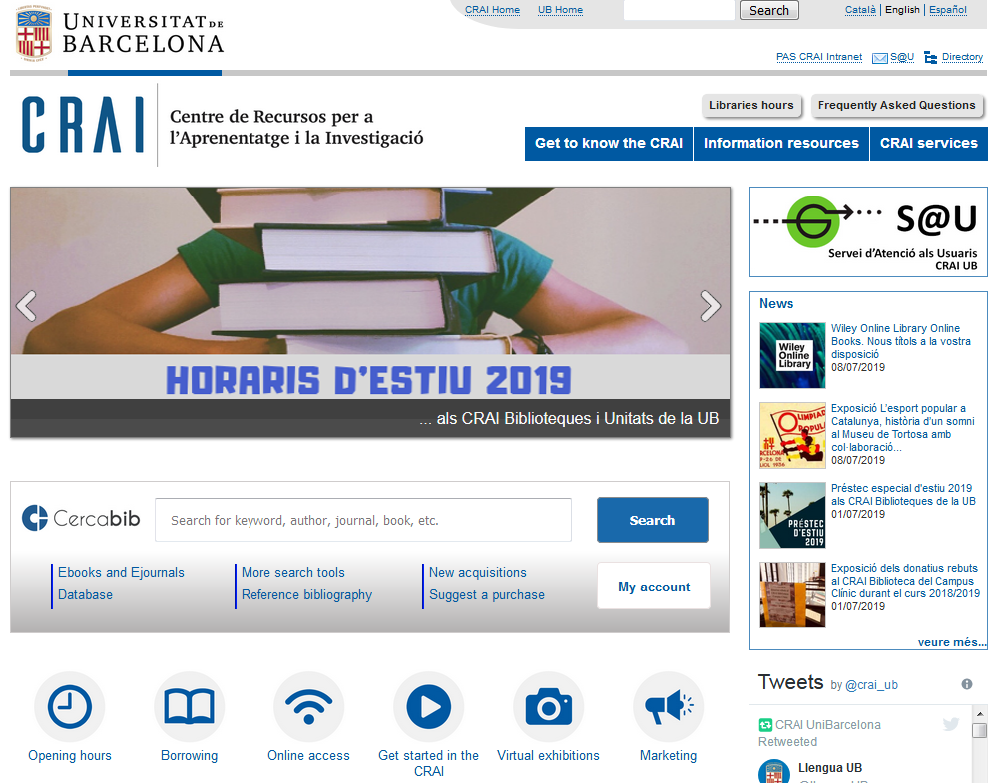 UNIVERSITAT DE
BARCELONA
CRAI Home UB Home Search Català | English | Español
PAS CRAI Intranet S@U Directory
CRAI
Centre de Recursos per a
l'Aprenentatge i la Investigació
Libraries hours Frequently Asked Questions
Get to know the CRAI Information resources CRAI services
HORARIS D'ESTIU 2019
... als CRAI Biblioteques i Unitats de la UB
S@U
Servei d'Atenció als Usuaris
CRAI UB
News
Wiley
Online
Library
Wiley Online Library Online
Books. Nous títols a la vostra
disposició
08/07/2019
OLIMPIADA
POPULAR
Exposició L'esport popular a
Catalunya, història d'un somni
al Museu de Tortosa amb
col·laboració...
08/07/2019
PRÉSTEC
D'ESTIU
2019
Préstec especial d'estiu 2019
als CRAI Biblioteques de la UB
01/07/2019
Exposició dels donatius rebuts
al CRAI Biblioteca del Campus
Clínic durant el curs 2018/2019
01/07/2019
veure més...
Cercabib
Search for keyword, author, journal, book, etc.
Search
Ebooks and Ejournals
Database
More search tools
Reference bibliography
New acquisitions
Suggest a purchase
My account
Opening hours
Borrowing
Online access
Get started in the
CRAI
Virtual exhibitions
Marketing
Tweets by @crai_ub
CRAI UniBarcelona
Retweeted
Llengua UB